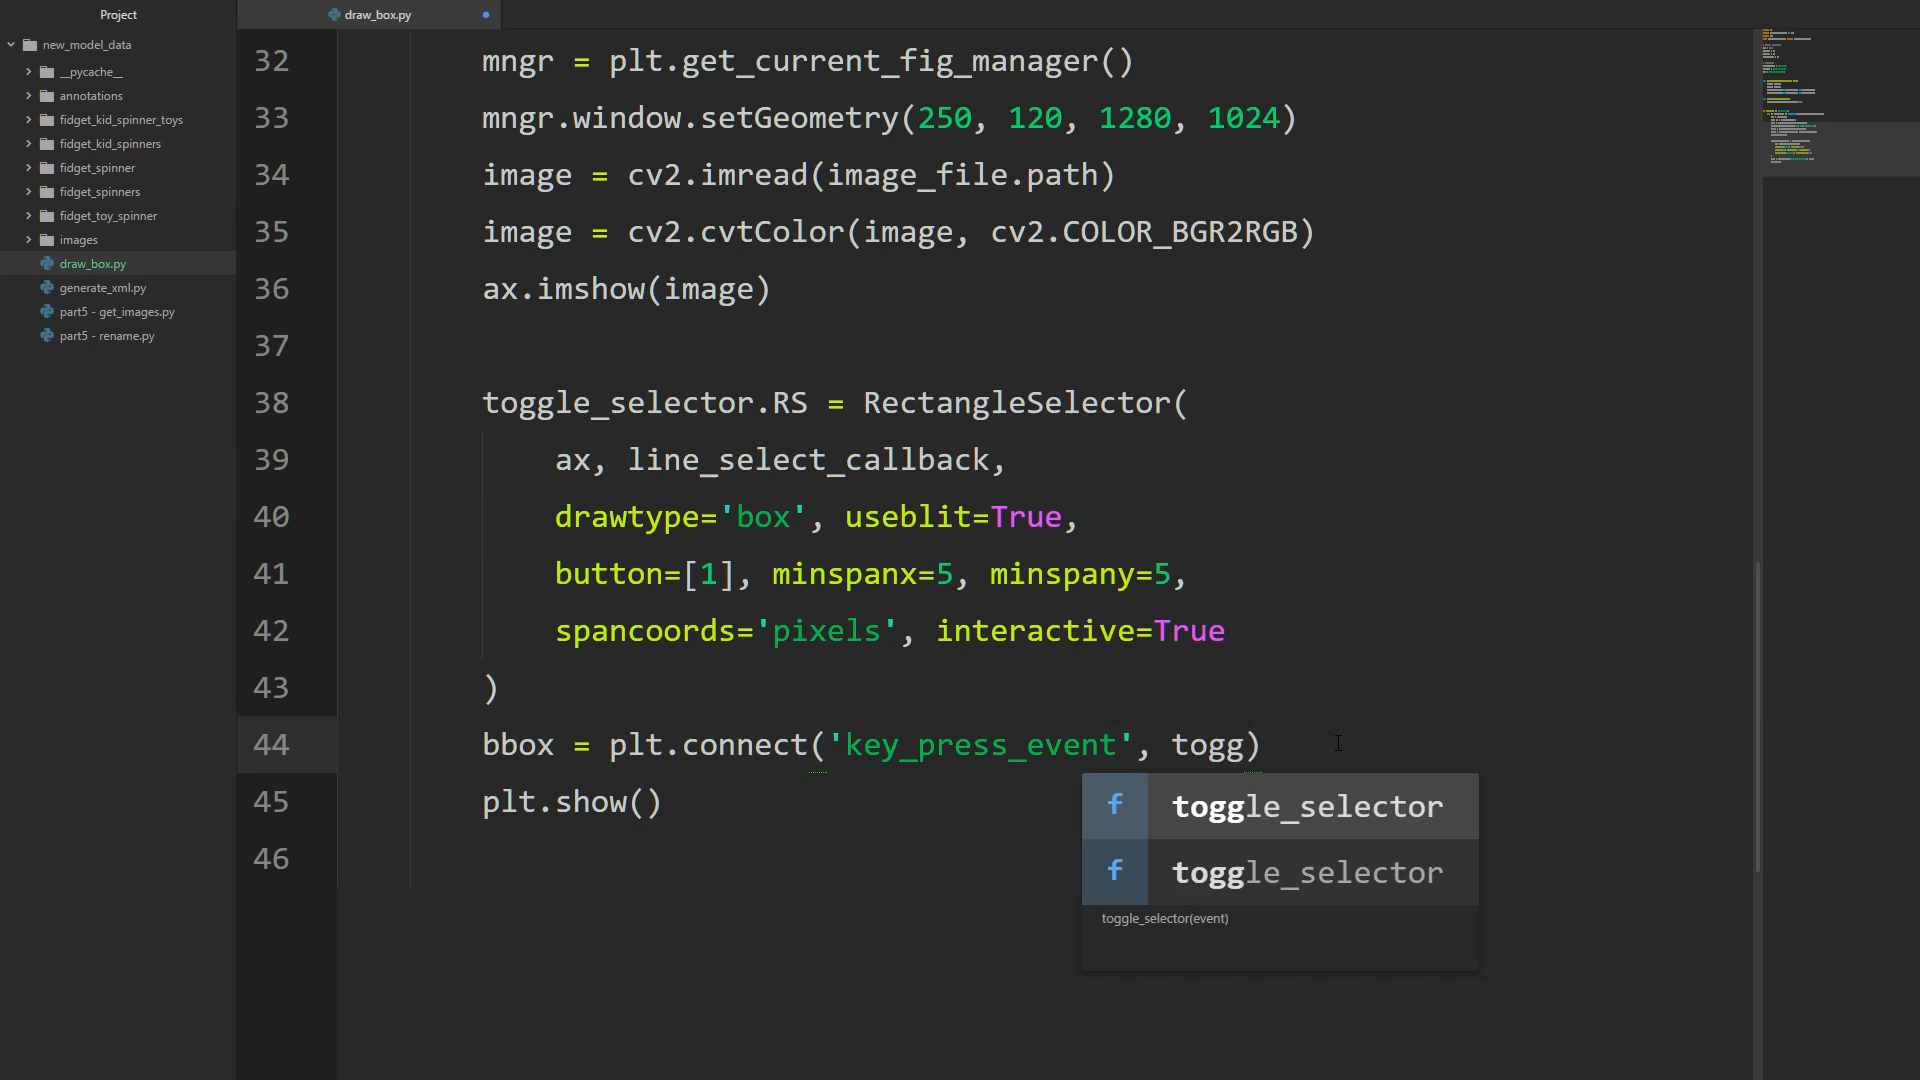 Project
new_model_data
__pycache__
annotations
fidget_kid_spinner_toys
fidget_kid_spinners
fidget_spinner
fidget_spinners
fidget_toy_spinner
images
draw_box.py
generate_xml.py
part5 - get_images.py
part5 - rename.py
draw_box.py
32 mngr = plt.get_current_fig_manager()
33 mngr.window.setGeometry(250, 120, 1280, 1024)
34 image = cv2.imread(image_file.path)
35 image = cv2.cvtColor(image, cv2.COLOR_BGR2RGB)
36 ax.imshow(image)
37
38 toggle_selector.RS = RectangleSelector(
39 ax, line_select_callback,
40 drawtype='box', useblit=True,
41 button=[1], minspanx=5, minspany=5,
42 spancoords='pixels', interactive=True
43 )
44 bbox = plt.connect('key_press_event', togg)
45 plt.show()
46
f toggle_selector
f toggle_selector
toggle_selector(event)